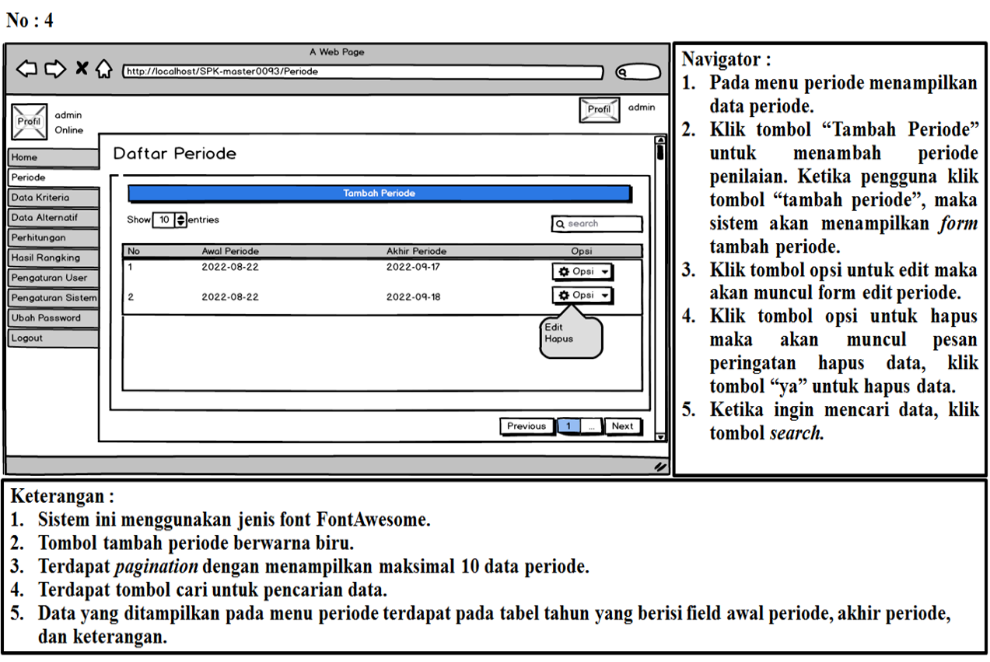 No : 4
A Web Page
http://localhost/SPK-master0093/Periode
Profil
admin
Online
Profil
admin
Home
Periode
Data Kriteria
Data Alternatif
Perhitungan
Hasil Rangking
Pengaturan User
Pengaturan Sistem
Ubah Password
Logout
Daftar Periode
Tambah Periode
Show 10 entries
search
No Awal Periode Akhir Periode Opsi
1 2022-08-22 2022-09-17 Opsi
2 2022-08-22 2022-09-18 Opsi
Edit
Hapus
Previous 1 ... Next
Navigator :
1. Pada menu periode menampilkan
data periode.
2. Klik tombol “Tambah Periode”
untuk menambah periode
penilaian. Ketika pengguna klik
tombol “tambah periode”, maka
sistem akan menampilkan form
tambah periode.
3. Klik tombol opsi untuk edit maka
akan muncul form edit periode.
4. Klik tombol opsi untuk hapus
maka akan muncul pesan
peringatan hapus data, klik
tombol “ya” untuk hapus data.
5. Ketika ingin mencari data, klik
tombol search.
Keterangan :
1. Sistem ini menggunakan jenis font FontAwesome.
2. Tombol tambah periode berwarna biru.
3. Terdapat pagination dengan menampilkan maksimal 10 data periode.
4. Terdapat tombol cari untuk pencarian data.
5. Data yang ditampilkan pada menu periode terdapat pada tabel tahun yang berisi field awal periode, akhir periode,
dan keterangan.